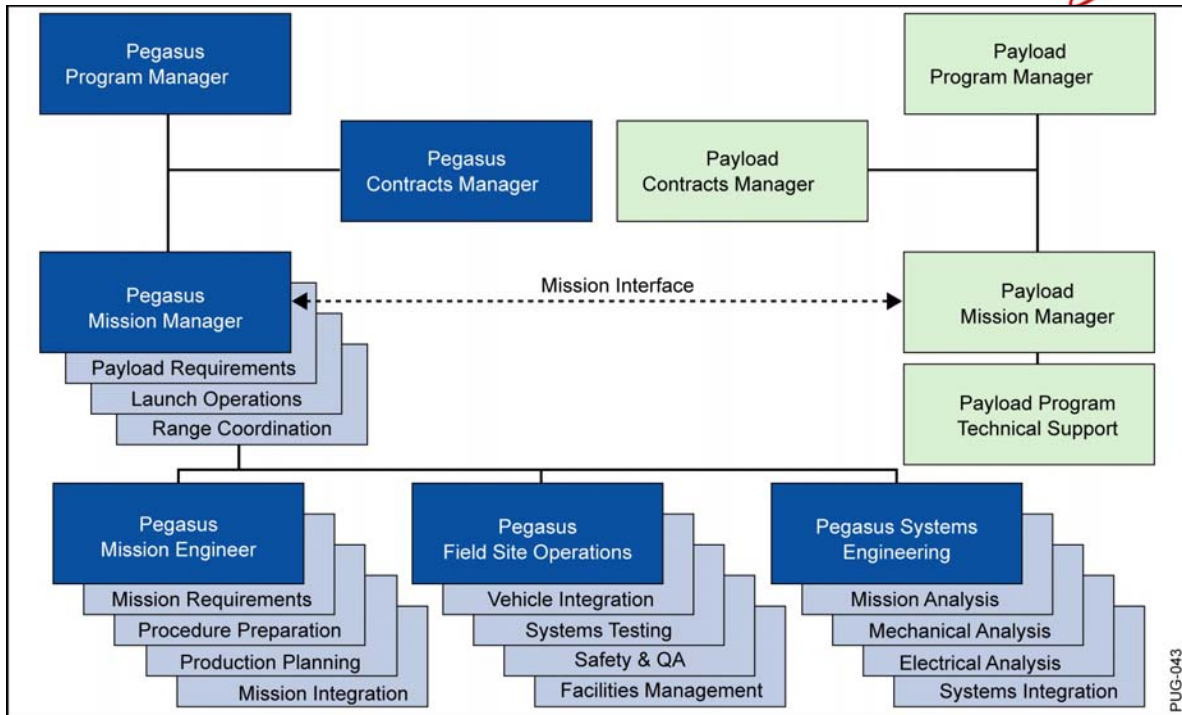 Pegasus
Program Manager
Payload
Program Manager
Pegasus
Contracts Manager
Payload
Contracts Manager
Pegasus
Mission Manager
Mission Interface
Payload
Mission Manager
Payload Requirements
Launch Operations
Range Coordination
Payload Program
Technical Support
Pegasus
Mission Engineer
Mission Requirements
Procedure Preparation
Production Planning
Mission Integration
Pegasus
Field Site Operations
Vehicle Integration
Systems Testing
Safety & QA
Facilities Management
Pegasus Systems
Engineering
Mission Analysis
Mechanical Analysis
Electrical Analysis
Systems Integration
PUG-043